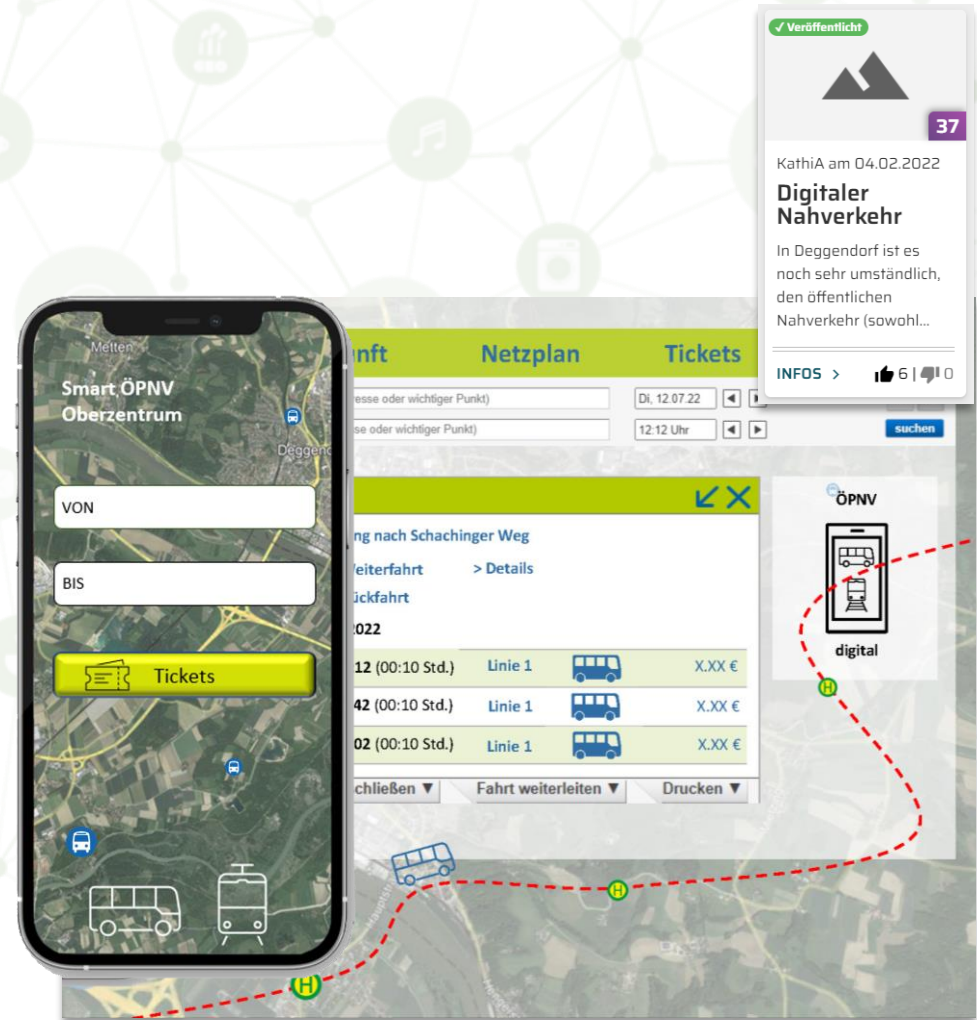 ✓ Veröffentlicht
37
KathiA am 04.02.2022
Digitaler
Nahverkehr
In Deggendorf ist es
noch sehr umständlich,
den öffentlichen
Nahverkehr (sowohl...
INFOS >
6 | 0
Metten
Smart ÖPNV
Oberzentrum
Deggend
VON
BIS
Tickets
nft Netzplan Tickets
resse oder wichtiger Punkt) Di, 12.07.22
se oder wichtiger Punkt) 12:12 Uhr suchen
ng nach Schachinger Weg
eiterfahrt > Details
ückfahrt
2022
12 (00:10 Std.) Linie 1 X.XX €
42 (00:10 Std.) Linie 1 X.XX €
02 (00:10 Std.) Linie 1 X.XX €
chließen ▼ Fahrt weiterleiten ▼ Drucken ▼
ÖPNV
digital
H
H
H